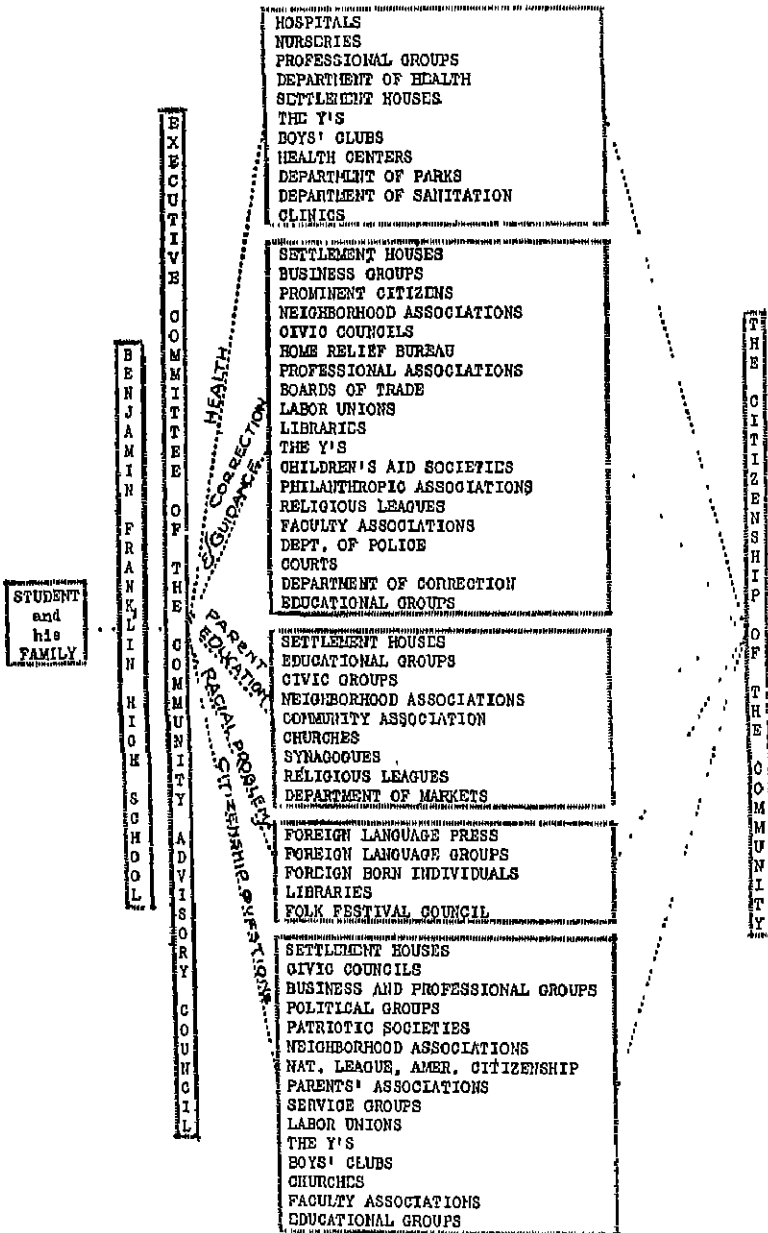 STUDENT
and
his
FAMILY
BENJAMIN FRANKLIN HIGH SCHOOL
EXECUTIVE COMMITTEE OF THE COMMUNITY ADVISORY COUNCIL
HEALTH
CORRECTION
& GUIDANCE
PARENT
EDUCATION
RACIAL PROBLEM
CITIZENSHIP QUESTIONS
HOSPITALS
NURSERIES
PROFESSIONAL GROUPS
DEPARTMENT OF HEALTH
SETTLEMENT HOUSES
THE Y'S
BOYS' CLUBS
HEALTH CENTERS
DEPARTMENT OF PARKS
DEPARTMENT OF SANITATION
CLINICS
SETTLEMENT HOUSES
BUSINESS GROUPS
PROMINENT CITIZENS
NEIGHBORHOOD ASSOCIATIONS
CIVIC COUNCILS
HOME RELIEF BUREAU
PROFESSIONAL ASSOCIATIONS
BOARDS OF TRADE
LABOR UNIONS
LIBRARIES
THE Y'S
CHILDREN'S AID SOCIETIES
PHILANTHROPIC ASSOCIATIONS
RELIGIOUS LEAGUES
FACULTY ASSOCIATIONS
DEPT. OF POLICE
COURTS
DEPARTMENT OF CORRECTION
EDUCATIONAL GROUPS
SETTLEMENT HOUSES
EDUCATIONAL GROUPS
CIVIC GROUPS
NEIGHBORHOOD ASSOCIATIONS
COMMUNITY ASSOCIATION
CHURCHES
SYNAGOGUES
RELIGIOUS LEAGUES
DEPARTMENT OF MARKETS
FOREIGN LANGUAGE PRESS
FOREIGN LANGUAGE GROUPS
FOREIGN BORN INDIVIDUALS
LIBRARIES
FOLK FESTIVAL COUNCIL
SETTLEMENT HOUSES
CIVIC COUNCILS
BUSINESS AND PROFESSIONAL GROUPS
POLITICAL GROUPS
PATRIOTIC SOCIETIES
NEIGHBORHOOD ASSOCIATIONS
NAT. LEAGUE, AMER. CITIZENSHIP
PARENTS' ASSOCIATIONS
SERVICE GROUPS
LABOR UNIONS
THE Y'S
BOYS' CLUBS
CHURCHES
FACULTY ASSOCIATIONS
EDUCATIONAL GROUPS
THE CITIZENSHIP OF THE COMMUNITY